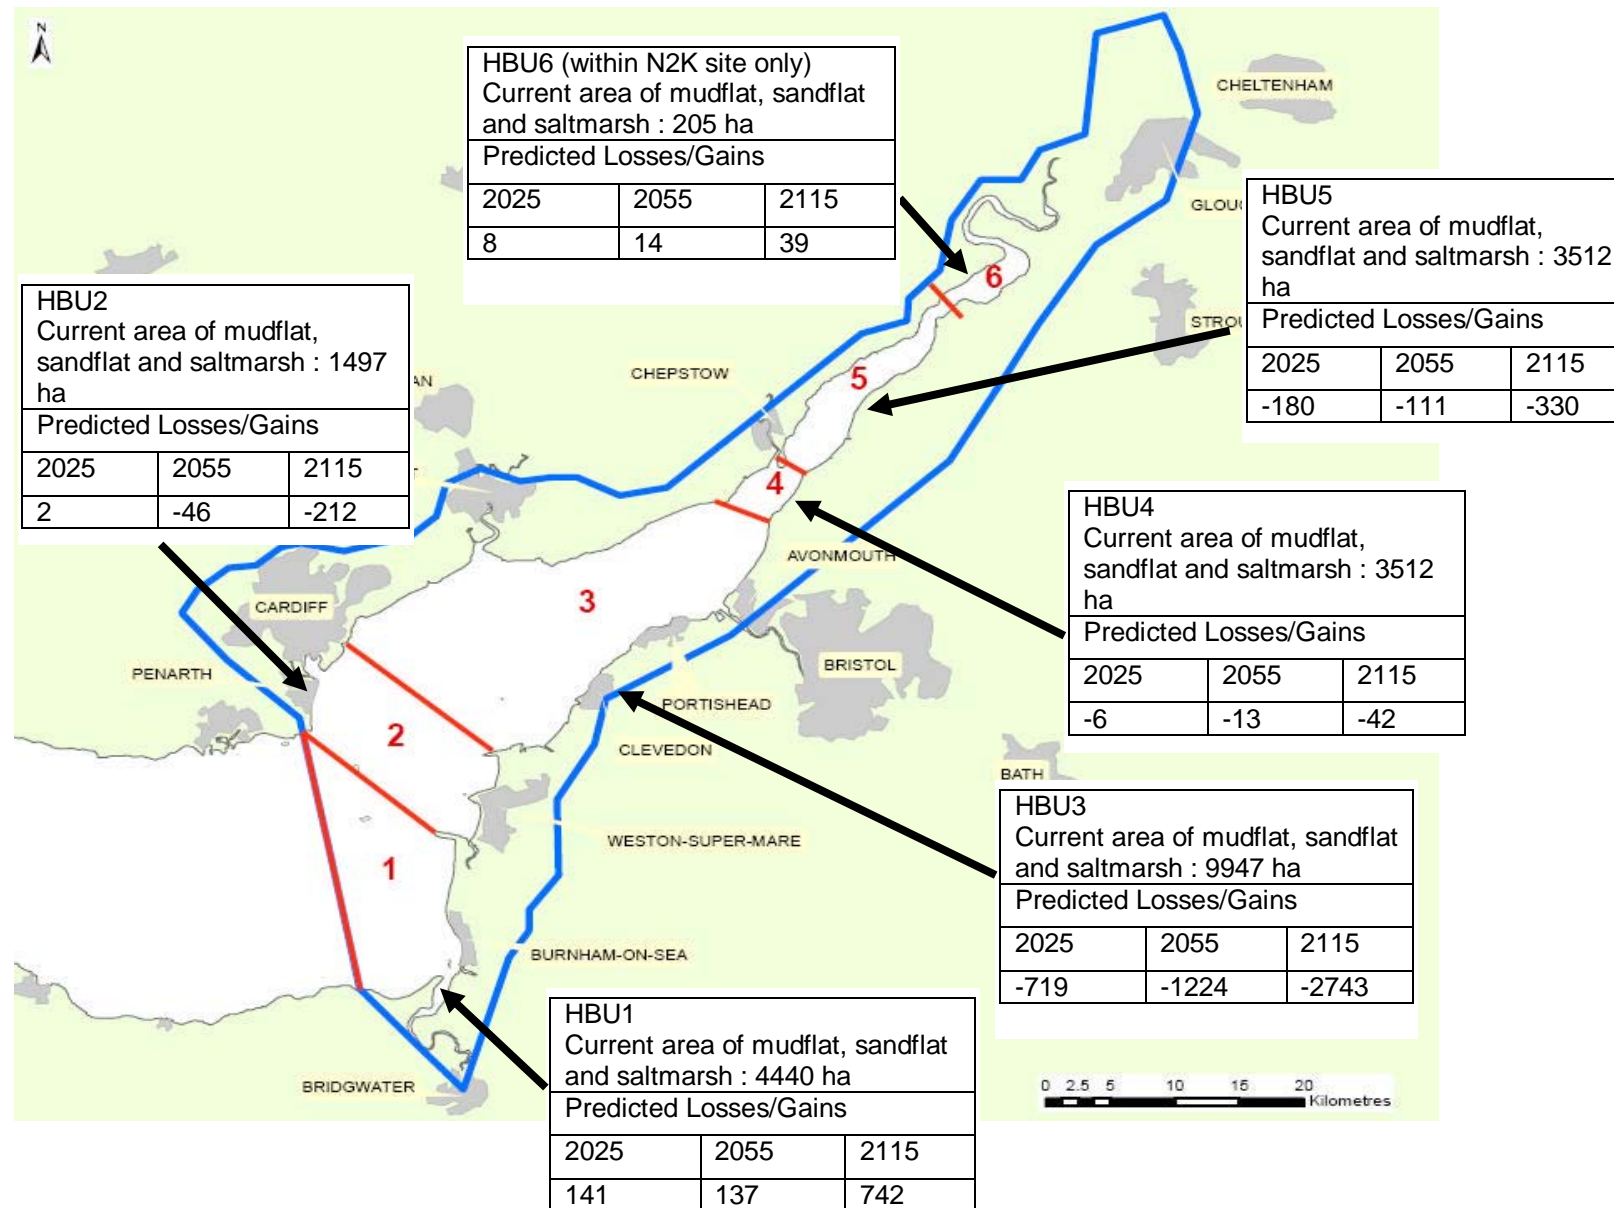 N
HBU6 (within N2K site only)
Current area of mudflat, sandflat
and saltmarsh : 205 ha
Predicted Losses/Gains
2025 2055 2115
8 14 39
CHELTENHAM
GLOUC
HBU5
Current area of mudflat,
sandflat and saltmarsh : 3512
ha
Predicted Losses/Gains
2025 2055 2115
-180 -111 -330
STROU
6
HBU2
Current area of mudflat,
sandflat and saltmarsh : 1497
ha
Predicted Losses/Gains
2025 2055 2115
2 -46 -212
AN
T
CHEPSTOW
5
4
HBU4
Current area of mudflat,
sandflat and saltmarsh : 3512
ha
Predicted Losses/Gains
2025 2055 2115
-6 -13 -42
AVONMOUTH
CARDIFF
3
PENARTH
BRISTOL
PORTISHEAD
2
CLEVEDON
BATH
HBU3
Current area of mudflat, sandflat
and saltmarsh : 9947 ha
Predicted Losses/Gains
2025 2055 2115
-719 -1224 -2743
WESTON-SUPER-MARE
1
BURNHAM-ON-SEA
HBU1
Current area of mudflat, sandflat
and saltmarsh : 4440 ha
Predicted Losses/Gains
2025 2055 2115
141 137 742
BRIDGWATER
0 2.5 5 10 15 20
Kilometres